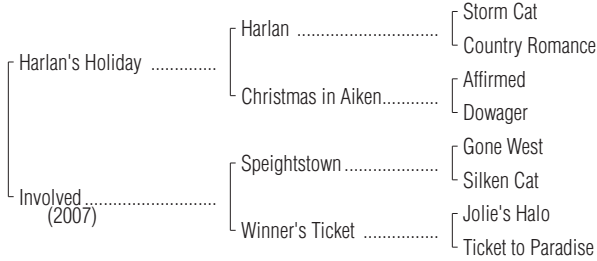 Storm Cat
Harlan ..................................
Country Romance
Harlan's Holiday ...............
Affirmed
Christmas in Aiken.............
Dowager
Gone West
Speightstown ......................
Silken Cat
Involved ..............................
(2007)
Jolie's Halo
Winner's Ticket .................
Ticket to Paradise